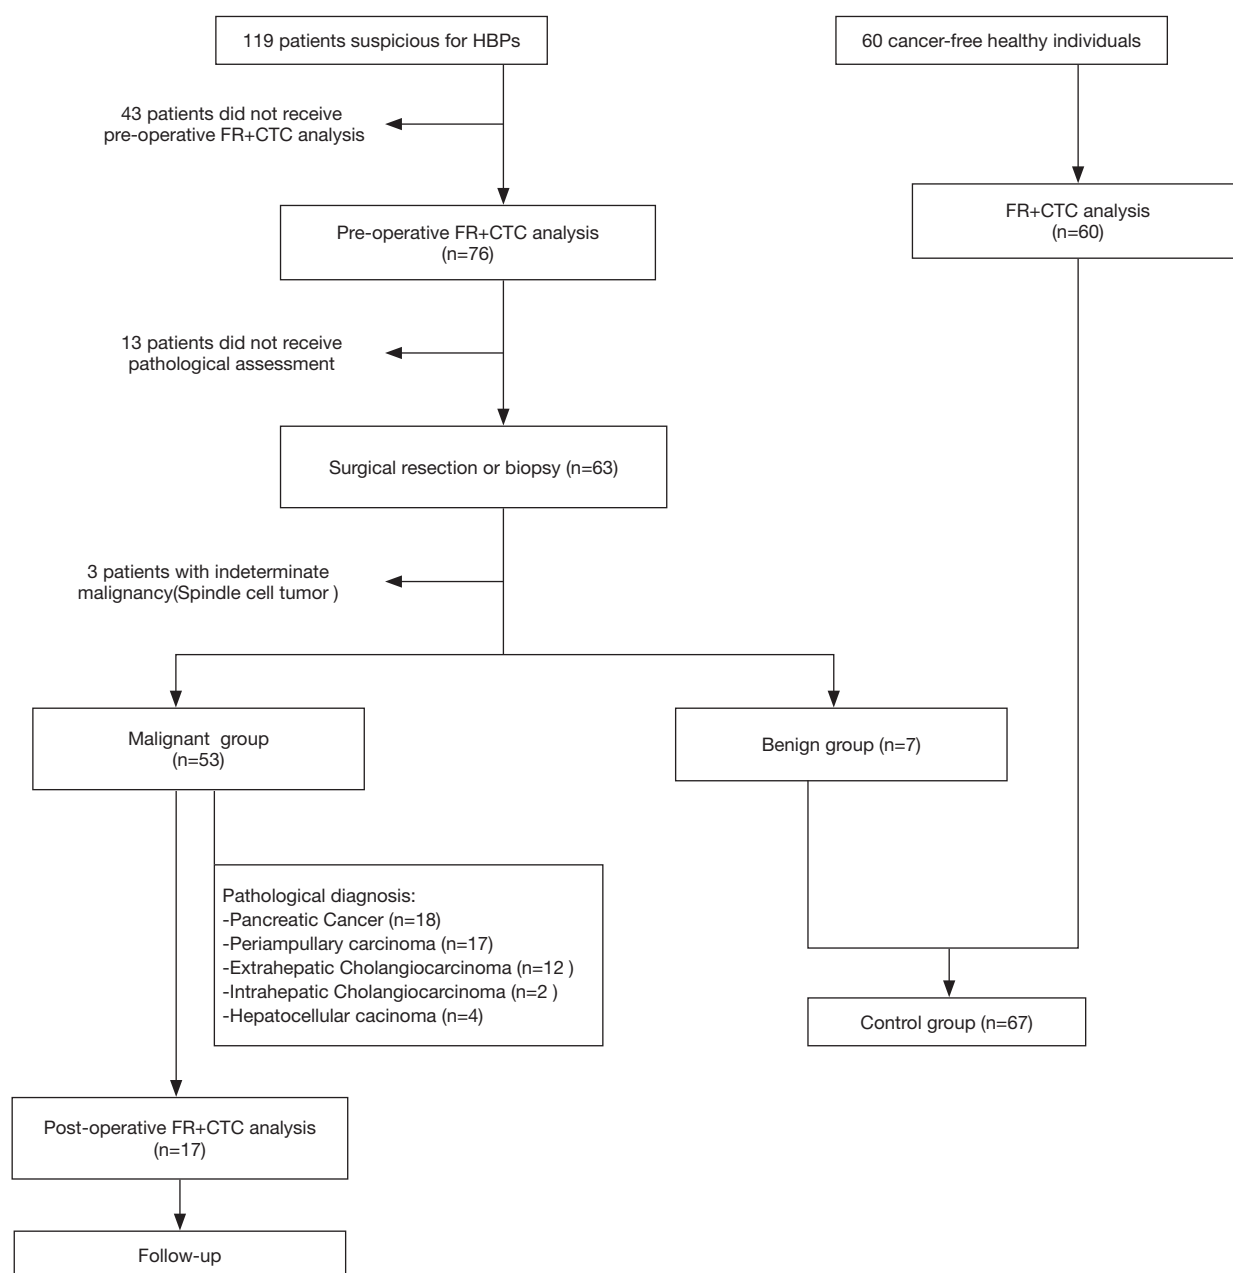 119 patients suspicious for HBPs
60 cancer-free healthy individuals
43 patients did not receive
pre-operative FR+CTC analysis
Pre-operative FR+CTC analysis
(n=76)
FR+CTC analysis
(n=60)
13 patients did not receive
pathological assessment
Surgical resection or biopsy (n=63)
3 patients with indeterminate
malignancy(Spindle cell tumor )
Malignant group
(n=53)
Benign group (n=7)
Pathological diagnosis:
-Pancreatic Cancer (n=18)
-Periampullary carcinoma (n=17)
-Extrahepatic Cholangiocarcinoma (n=12 )
-Intrahepatic Cholangiocarcinoma (n=2 )
-Hepatocellular cacinoma (n=4)
Control group (n=67)
Post-operative FR+CTC analysis
(n=17)
Follow-up